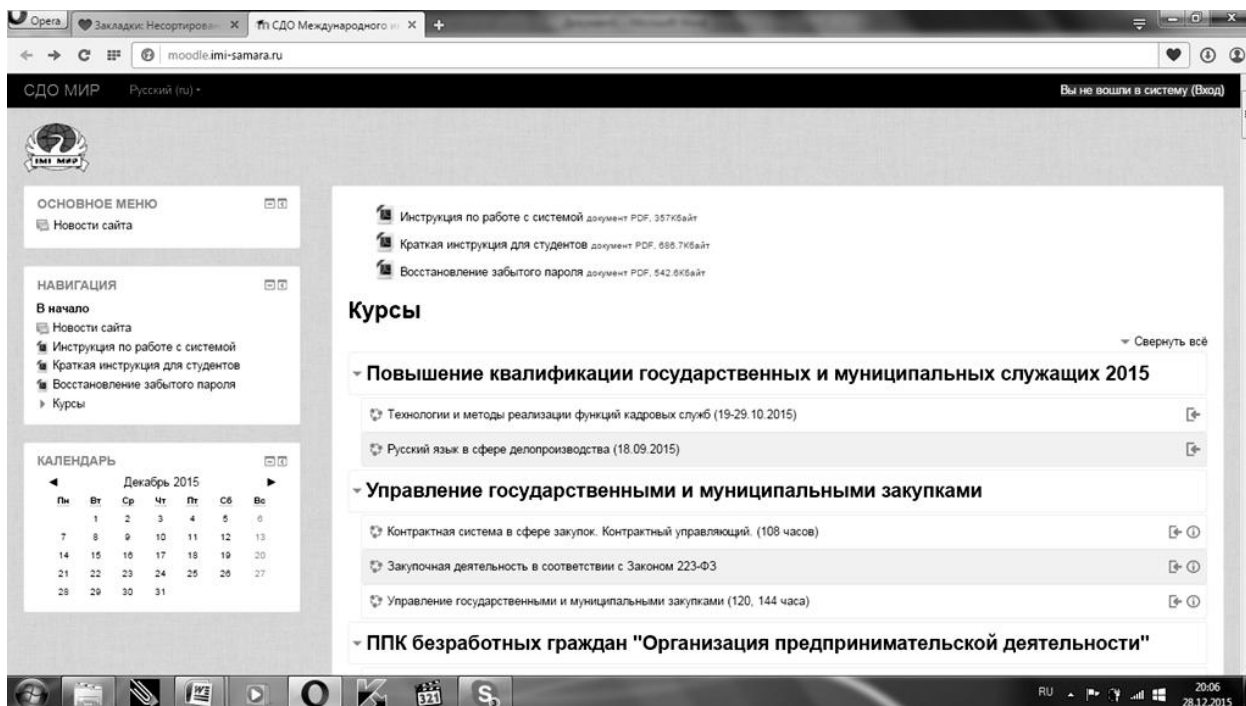 Opera
Закладки: Несортирован
СДО Международного и
moodle.imi-samara.ru
СДО МИР
Русский (ru)
Вы не вошли в систему (Вход)
IMI МИР
ОСНОВНОЕ МЕНЮ
Новости сайта
НАВИГАЦИЯ
В начало
Новости сайта
Инструкция по работе с системой
Краткая инструкция для студентов
Восстановление забытого пароля
Курсы
КАЛЕНДАРЬ
Декабрь 2015
Пн Вт Ср Чт Пт Сб Вс
1 2 3 4 5 6
7 8 9 10 11 12 13
14 15 16 17 18 19 20
21 22 23 24 25 26 27
28 29 30 31
Инструкция по работе с системой документ PDF, 357Кбайт
Краткая инструкция для студентов документ PDF, 686.7Кбайт
Восстановление забытого пароля документ PDF, 542.6Кбайт
Курсы
Свернуть всё
Повышение квалификации государственных и муниципальных служащих 2015
Технологии и методы реализации функций кадровых служб (19-29.10.2015)
Русский язык в сфере делопроизводства (18.09.2015)
Управление государственными и муниципальными закупками
Контрактная система в сфере закупок. Контрактный управляющий. (108 часов)
Закупочная деятельность в соответствии с Законом 223-ФЗ
Управление государственными и муниципальными закупками (120, 144 часа)
ППК безработных граждан "Организация предпринимательской деятельности"
321
RU
20:06
28.12.2015